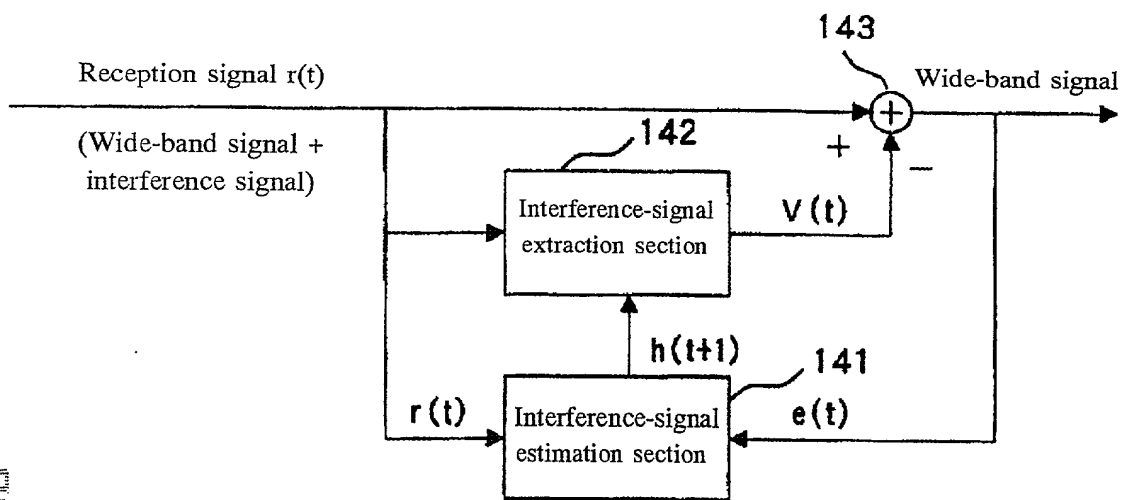 143
Reception signal r(t)
Wide-band signal
(Wide-band signal +
interference signal)
+
+
−
142
Interference-signal
extraction section
V(t)
h(t+1)
141
r(t)
Interference-signal
estimation section
e(t)